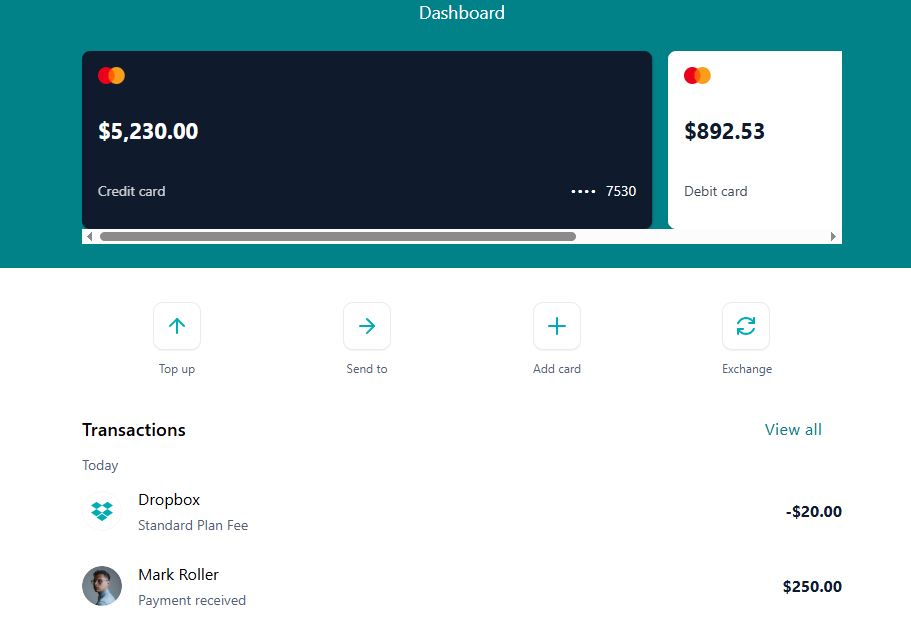 Dashboard
$5,230.00
Credit card •••• 7530
$892.53
Debit card
Top up
Send to
Add card
Exchange
Transactions
View all
Today
Dropbox
Standard Plan Fee
-$20.00
Mark Roller
Payment received
$250.00